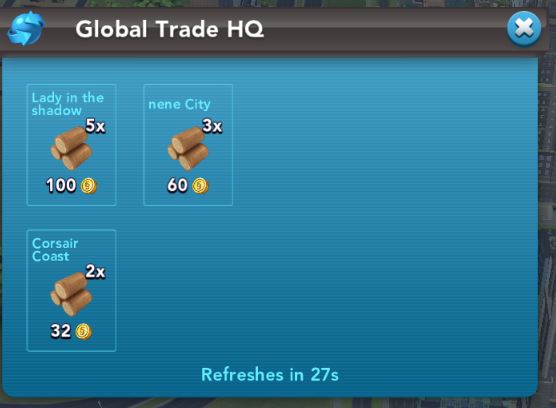 Global Trade HQ
Lady in the
shadow
5x
100
nene City
3x
60
Corsair
Coast
2x
32
Refreshes in 27s